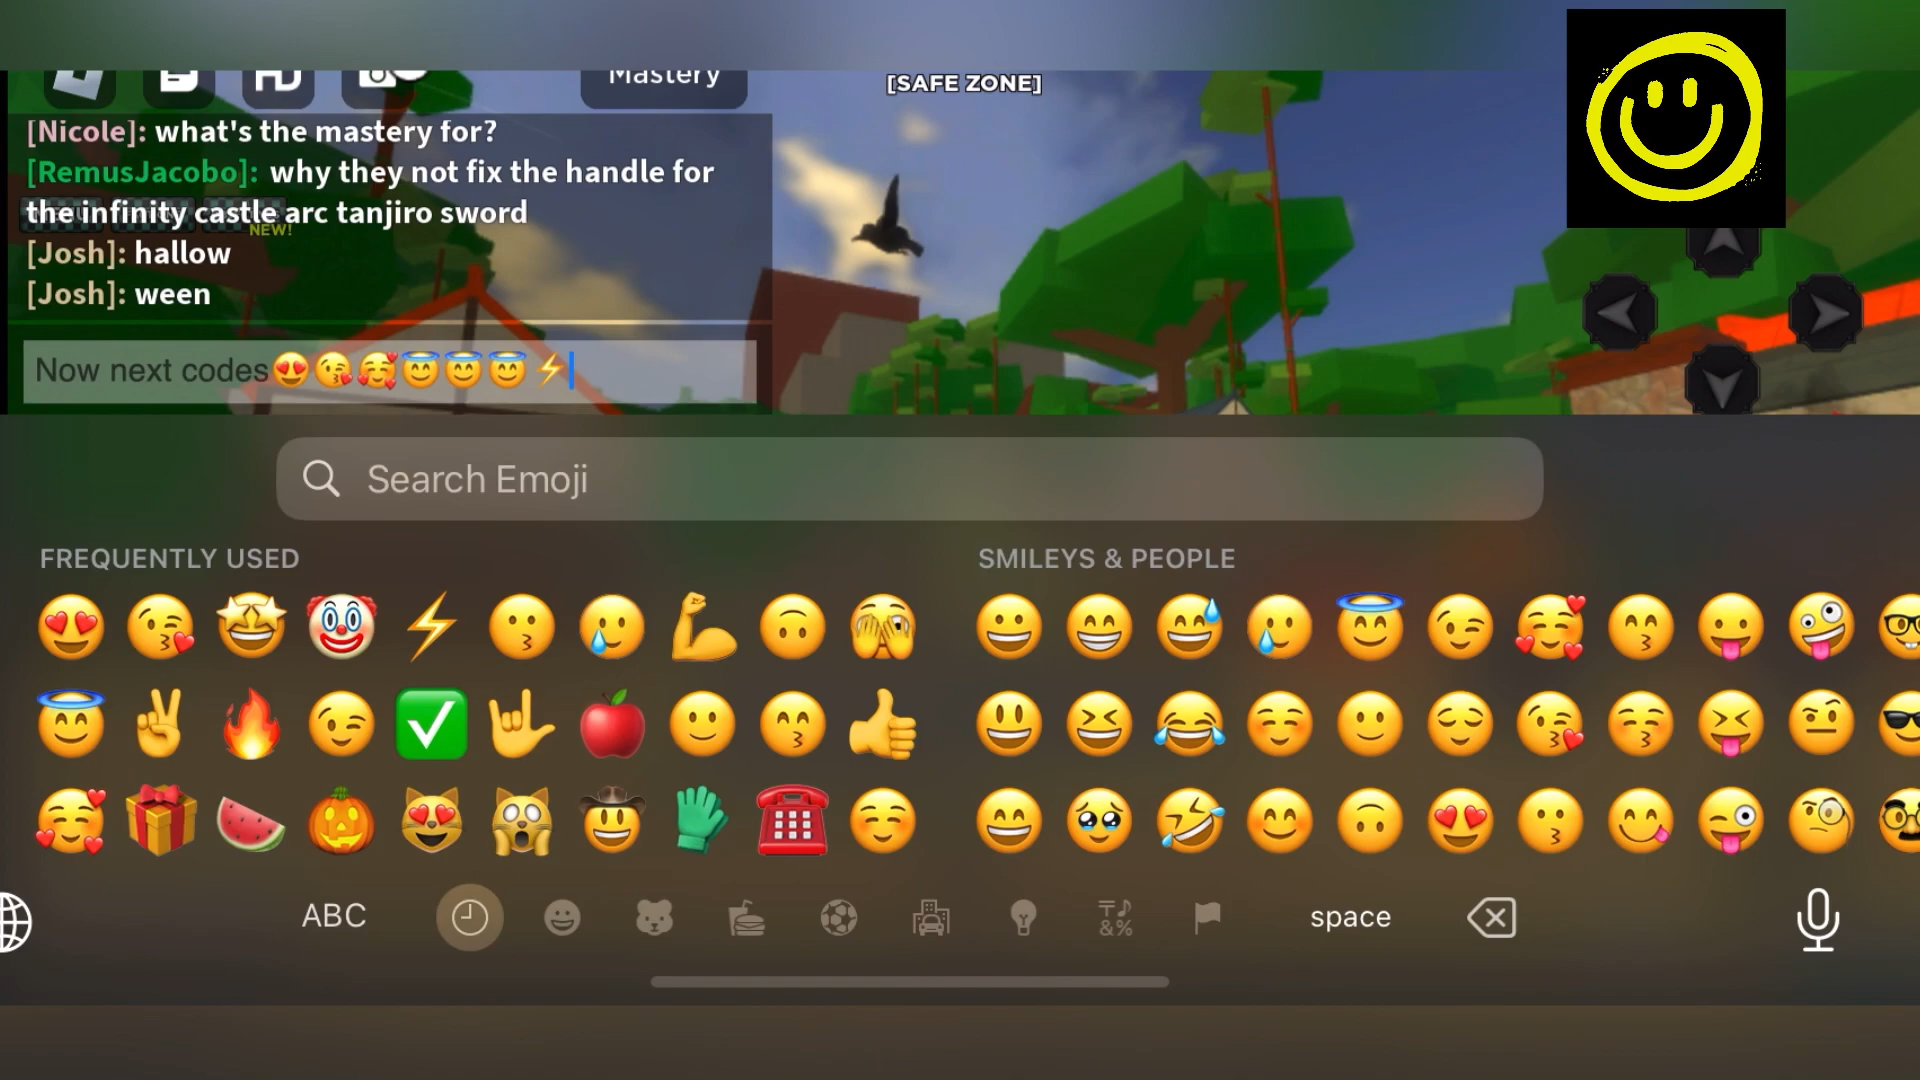 Mastery
[SAFE ZONE]
[Nicole]: what's the mastery for?
[RemusJacobo]: why they not fix the handle for
the infinity castle arc tanjiro sword
NEW!
[Josh]: hallow
[Josh]: ween
Now next codes😍😘🥰😇😇😇⚡
Search Emoji
FREQUENTLY USED
SMILEYS & PEOPLE
ABC
space